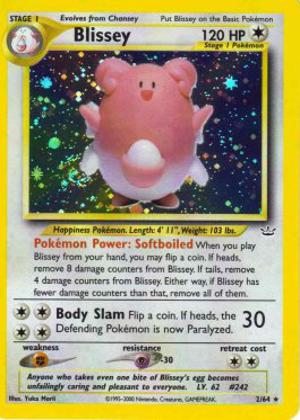 STAGE 1 Evolves from Chansey Put Blissey on the Basic Pokémon
Blissey 120 HP
Stage 1 Pokémon
Happiness Pokémon. Length: 4' 11", Weight: 103 lbs.
Pokémon Power: Softboiled When you play
Blissey from your hand, you may flip a coin. If heads,
remove 8 damage counters from Blissey. If tails, remove
4 damage counters from Blissey. Either way, if Blissey has
fewer damage counters than that, remove all of them.
Body Slam Flip a coin. If heads, the 30
Defending Pokémon is now Paralyzed.
weakness resistance retreat cost
-30
Anyone who takes even one bite of Blissey's egg becomes
unfailingly caring and pleasant to everyone. LV. 62 #242
Illus. Yuka Morii ©1995-2000 Nintendo, Creatures, GAMEFREAK. 2/64 ★